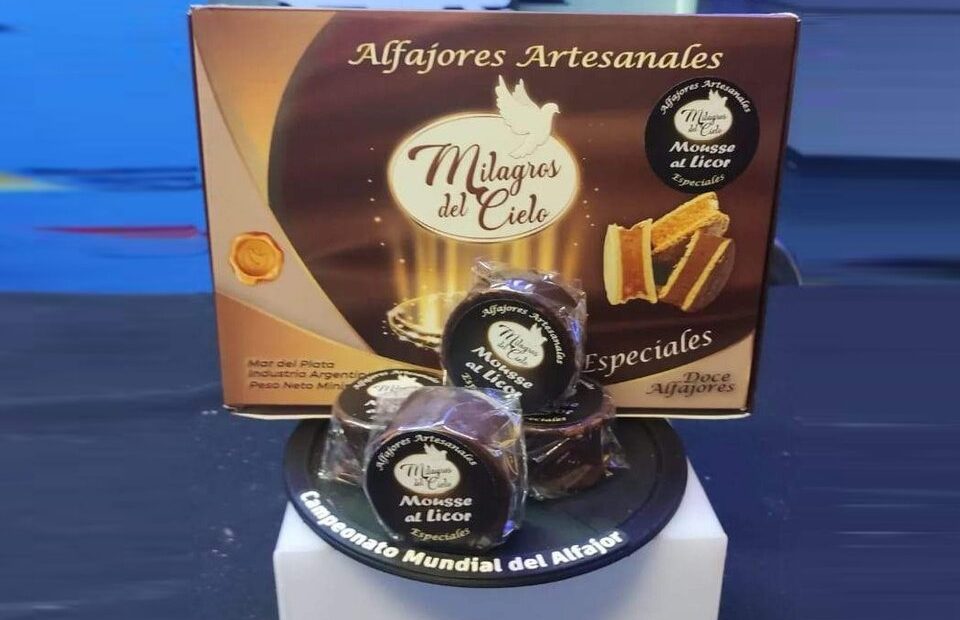 Alfajores Artesanales
Milagros
del Cielo
Alfajores Artesanales
Milagros
del Cielo
Mousse
al Licor
Especiales
Mar del Plata
Industria Argentina
Peso Neto
Especiales
Doce
Alfajores
Alfajores Artesanales
Milagros
del Cielo
Mousse
al Licor
Alfajores Artesanales
Milagros
del Cielo
Mousse
al Licor
Especiales
Campeonato Mundial del Alfajor